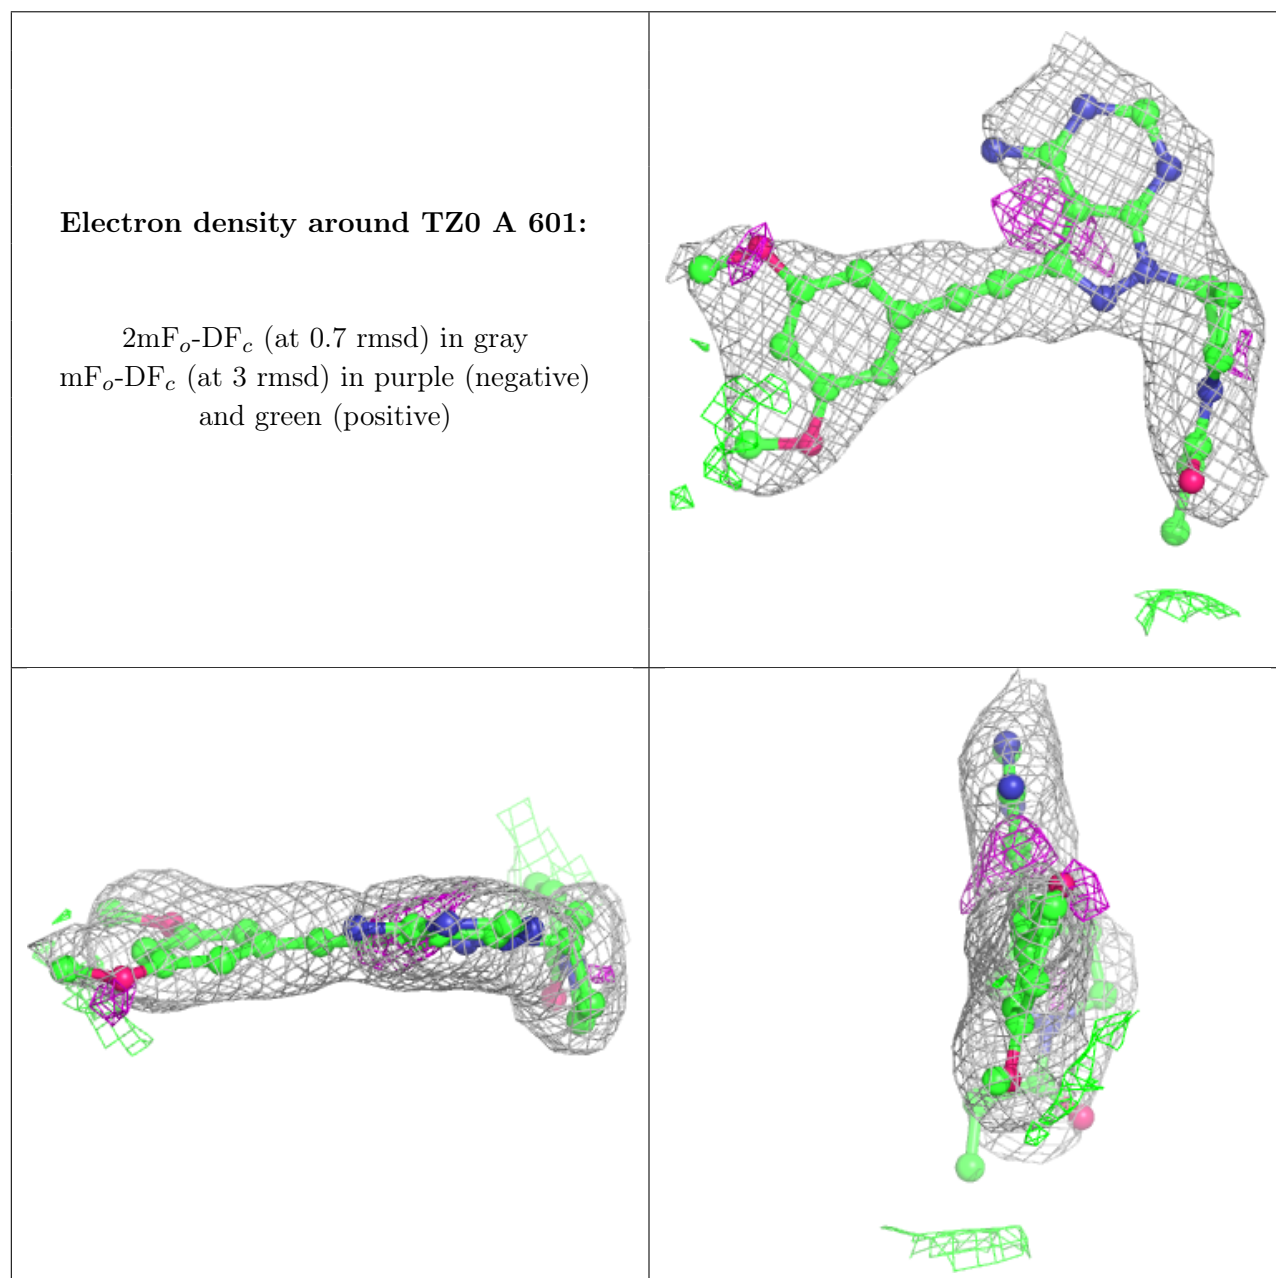 Electron density around TZ0 A 601:
2mFo-DFc (at 0.7 rmsd) in gray
mFo-DFc (at 3 rmsd) in purple (negative)
and green (positive)